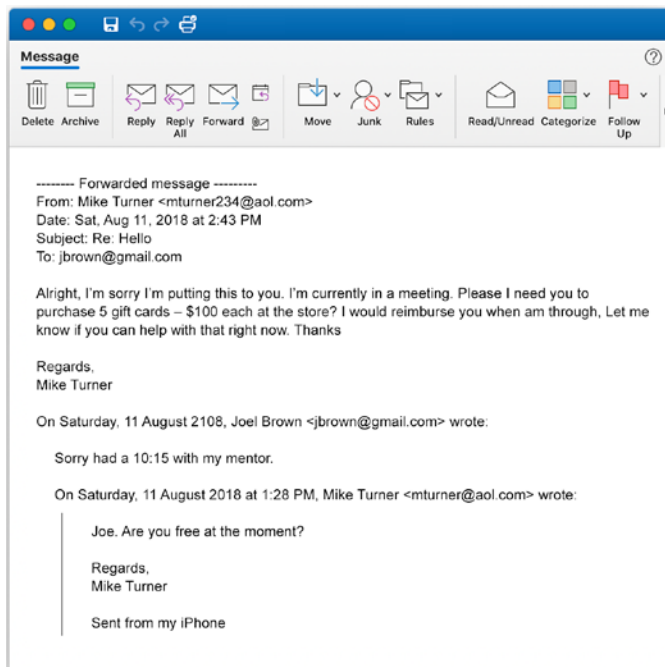 Message
Delete Archive Reply Reply All Forward Move Junk Rules Read/Unread Categorize Follow Up
-------- Forwarded message ---------
From: Mike Turner <mturner234@aol.com>
Date: Sat, Aug 11, 2018 at 2:43 PM
Subject: Re: Hello
To: jbrown@gmail.com
Alright, I'm sorry I'm putting this to you. I'm currently in a meeting. Please I need you to
purchase 5 gift cards – $100 each at the store? I would reimburse you when am through, Let me
know if you can help with that right now. Thanks
Regards,
Mike Turner
On Saturday, 11 August 2108, Joel Brown <jbrown@gmail.com> wrote:
Sorry had a 10:15 with my mentor.
On Saturday, 11 August 2018 at 1:28 PM, Mike Turner <mturner@aol.com> wrote:
Joe. Are you free at the moment?
Regards,
Mike Turner
Sent from my iPhone